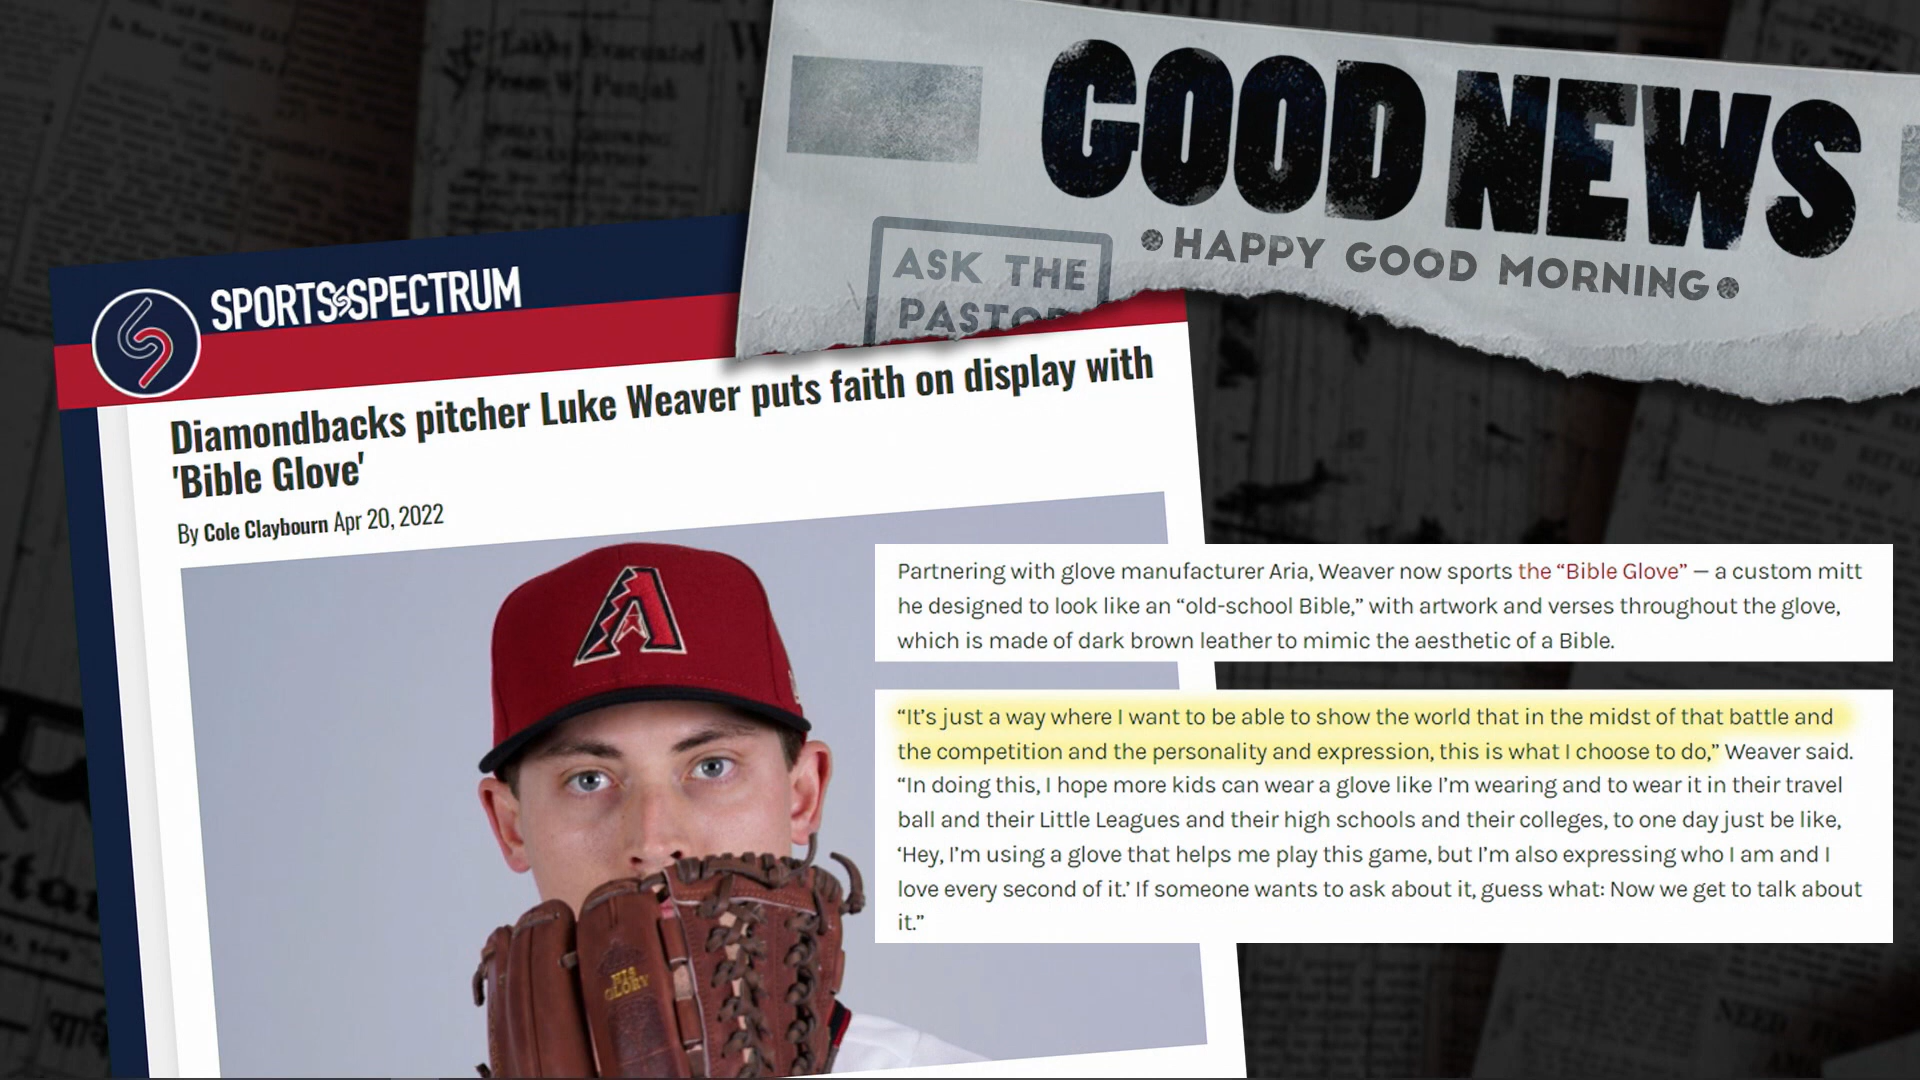 GOOD NEWS
HAPPY GOOD MORNING
ASK THE
PASTOR
SPORTS SPECTRUM
Diamondbacks pitcher Luke Weaver puts faith on display with
'Bible Glove'
By Cole Claybourn Apr 20, 2022
Partnering with glove manufacturer Aria, Weaver now sports the “Bible Glove” — a custom mitt
he designed to look like an “old-school Bible,” with artwork and verses throughout the glove,
which is made of dark brown leather to mimic the aesthetic of a Bible.
“It’s just a way where I want to be able to show the world that in the midst of that battle and
the competition and the personality and expression, this is what I choose to do,” Weaver said.
“In doing this, I hope more kids can wear a glove like I’m wearing and to wear it in their travel
ball and their Little Leagues and their high schools and their colleges, to one day just be like,
‘Hey, I’m using a glove that helps me play this game, but I’m also expressing who I am and I
love every second of it.’ If someone wants to ask about it, guess what: Now we get to talk about
it.”
A
HIS
GLORY
Lakhs Evacuated
From W. Punjab
NEED FOR